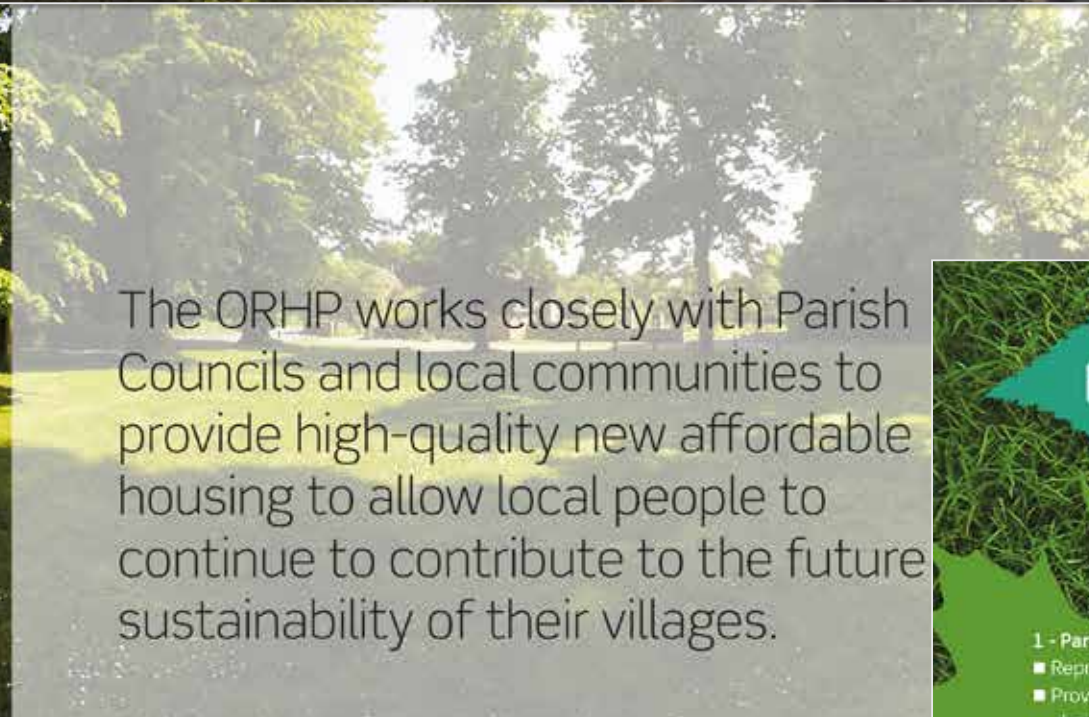 The ORHP works closely with Parish
Councils and local communities to
provide high-quality new affordable
housing to allow local people to
continue to contribute to the future
sustainability of their villages.
1 -